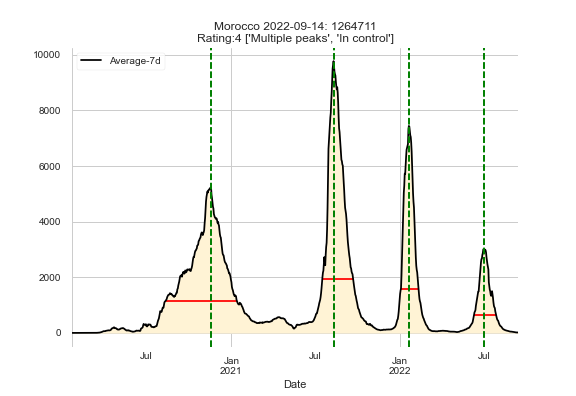 Morocco 2022-09-14: 1264711
Rating:4 ['Multiple peaks', 'In control']
Average-7d
10000
8000
6000
4000
2000
0
Jul
Jan
2021
Jul
Jan
2022
Jul
Date